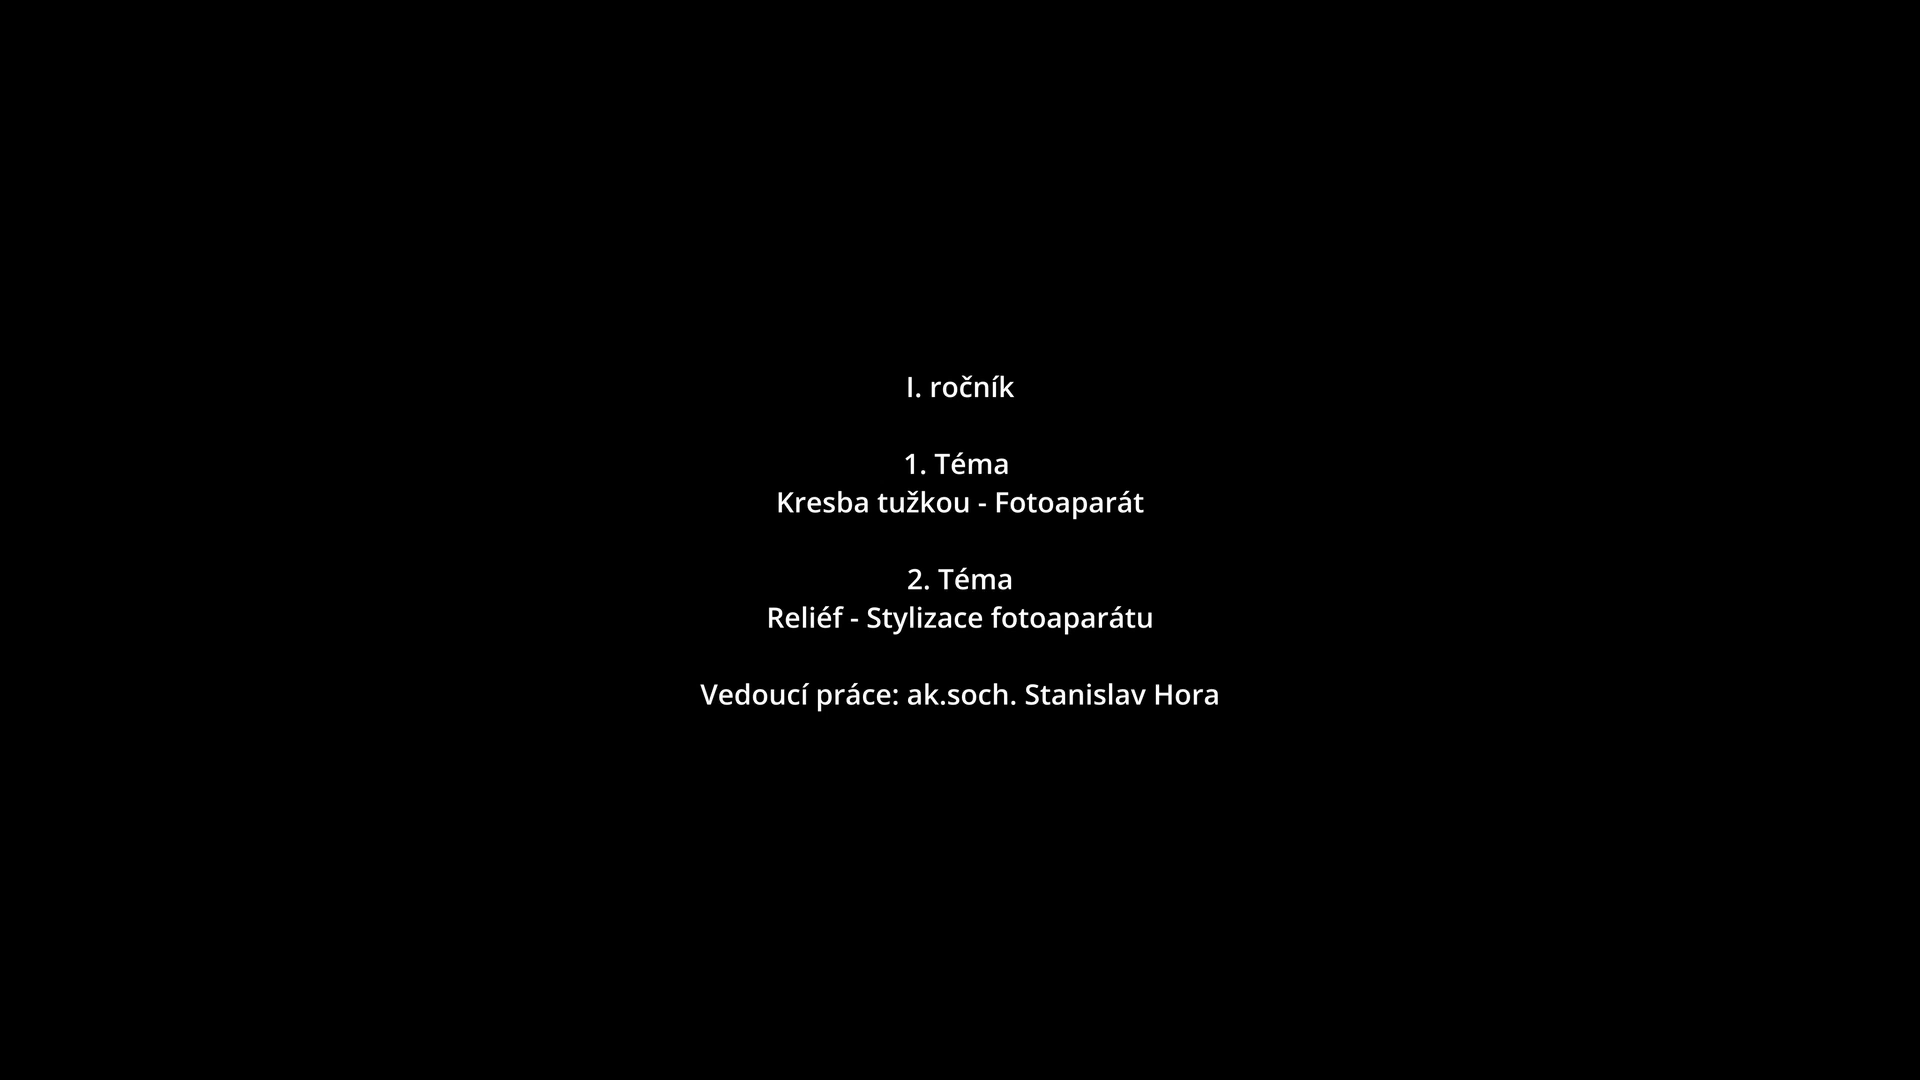 I. ročník
1. Téma
Kresba tužkou - Fotoaparát
2. Téma
Reliéf - Stylizace fotoaparátu
Vedoucí práce: ak.soch. Stanislav Hora